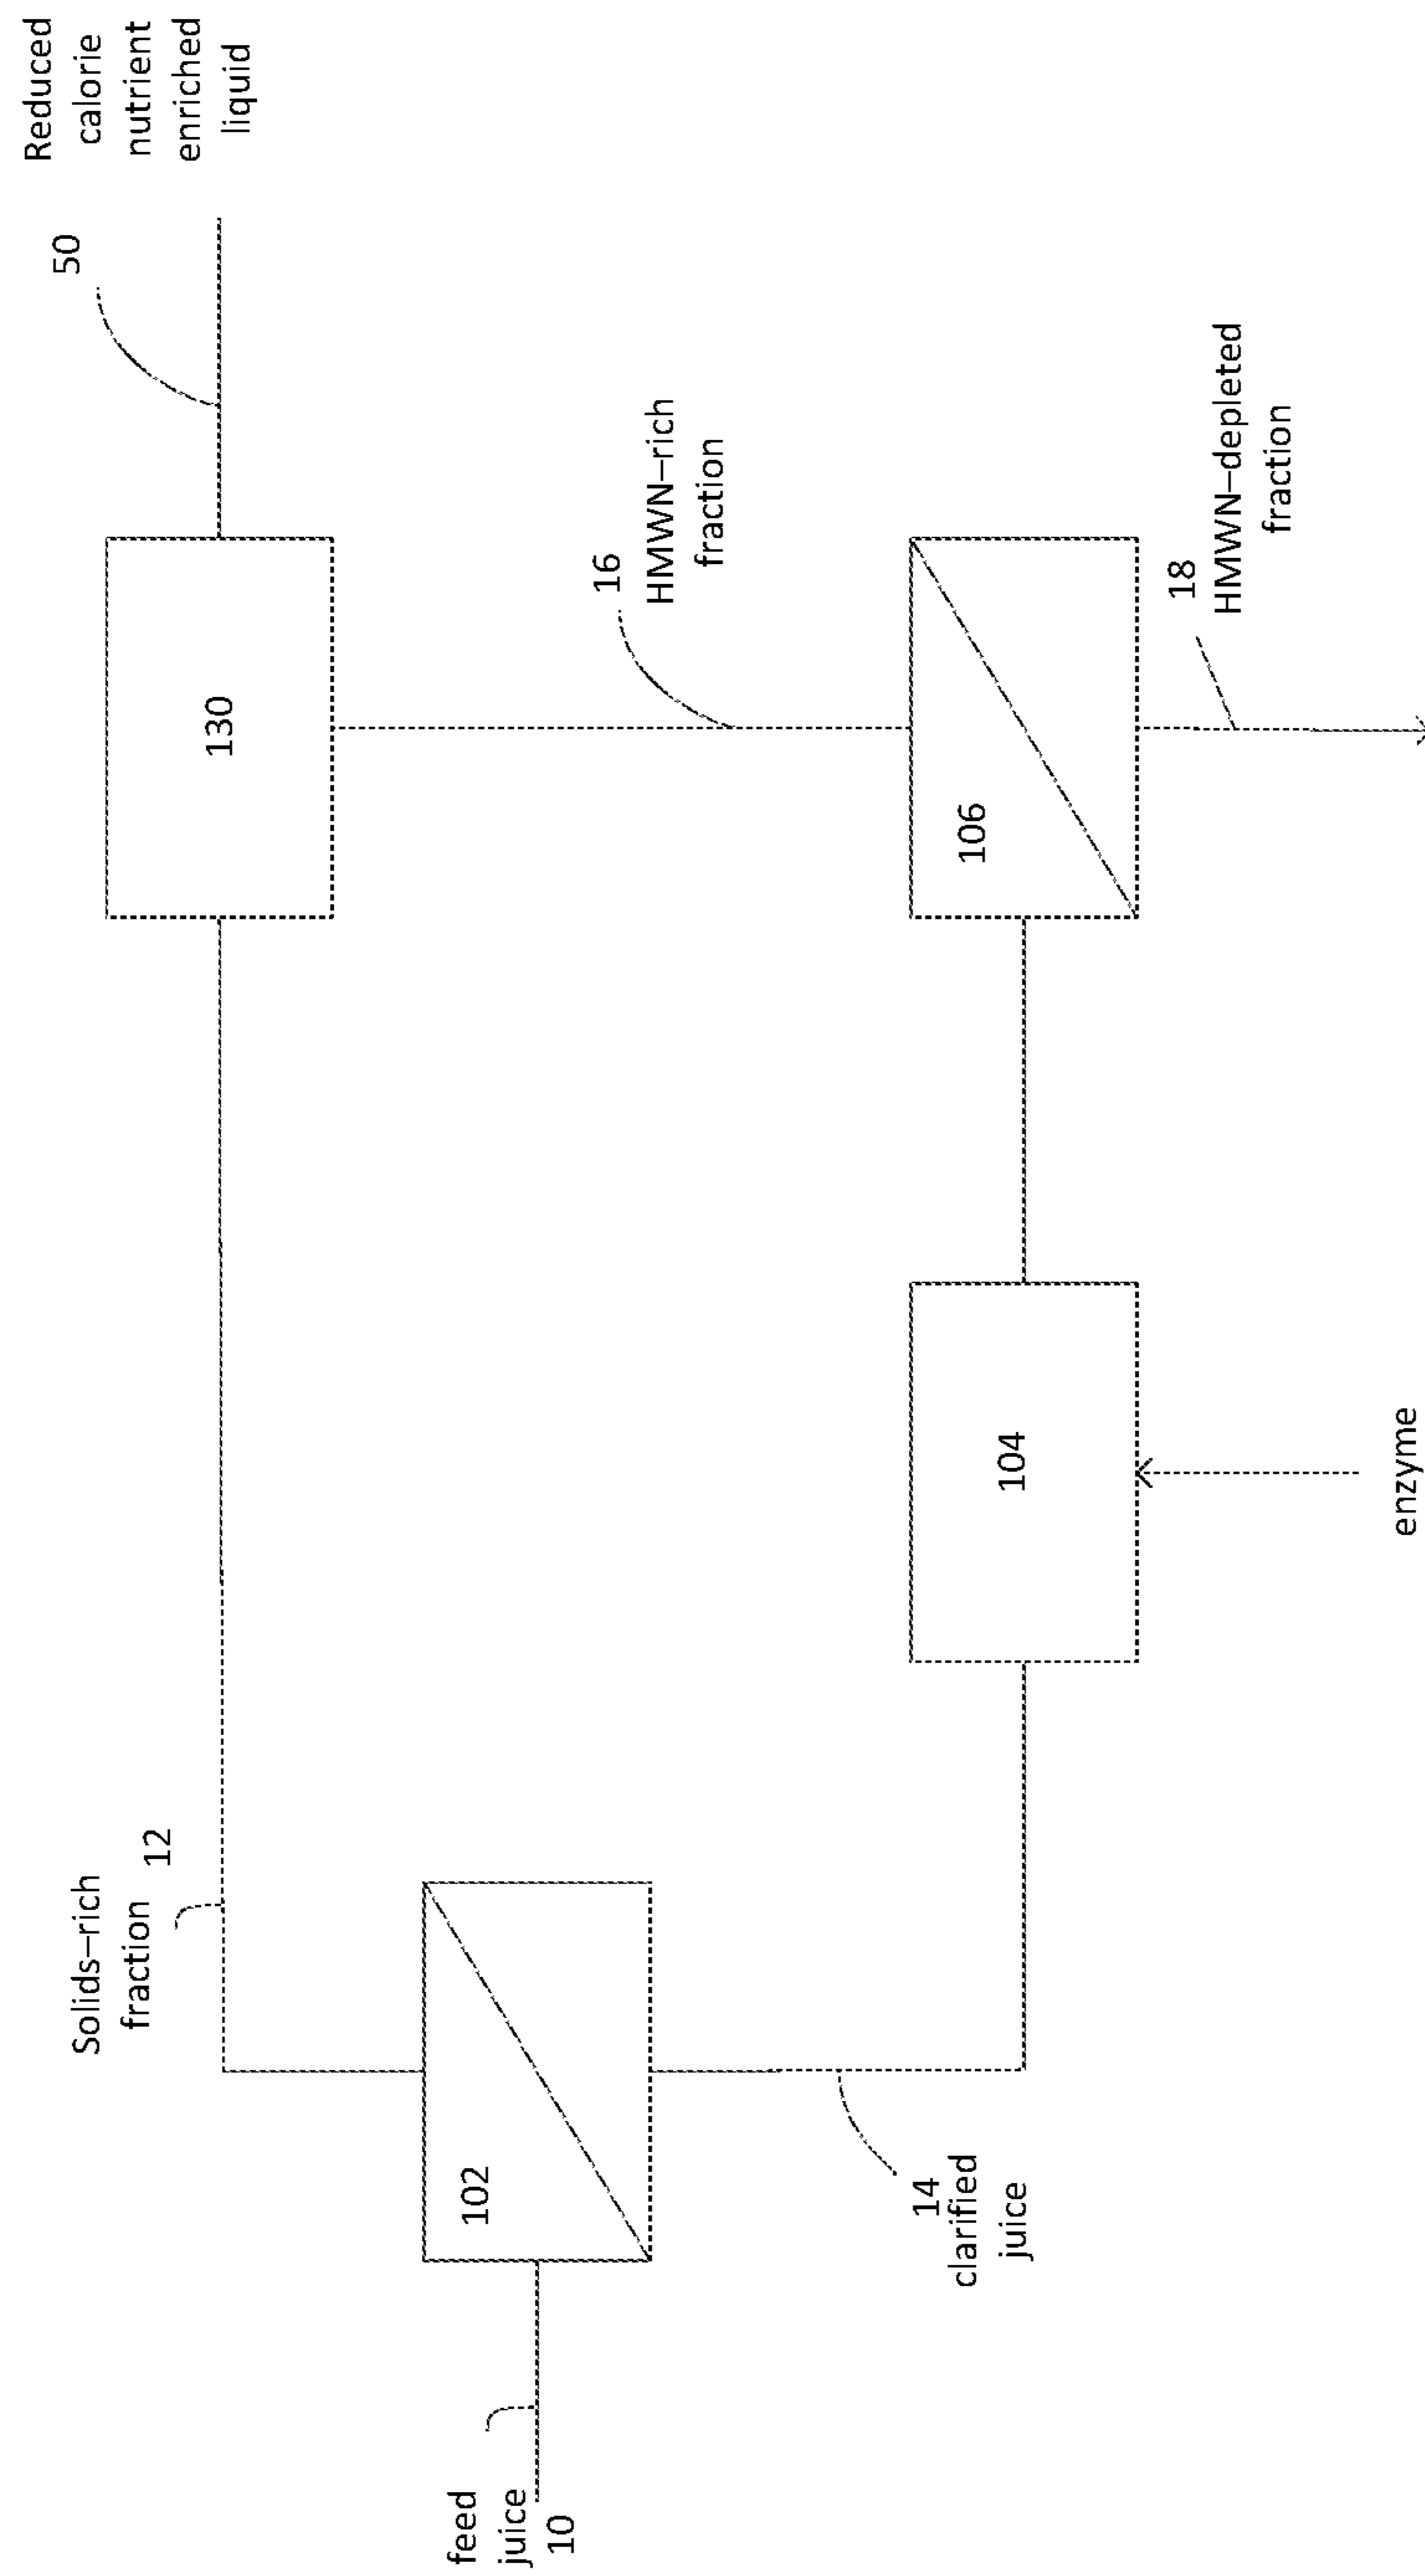 Reduced
calorie
nutrient
enriched
liquid
50
Solids–rich
fraction 12
130
16
HMWN–rich
fraction
feed
juice
10
102
14
clarified
juice
104
106
18
HMWN–depleted
fraction
enzyme